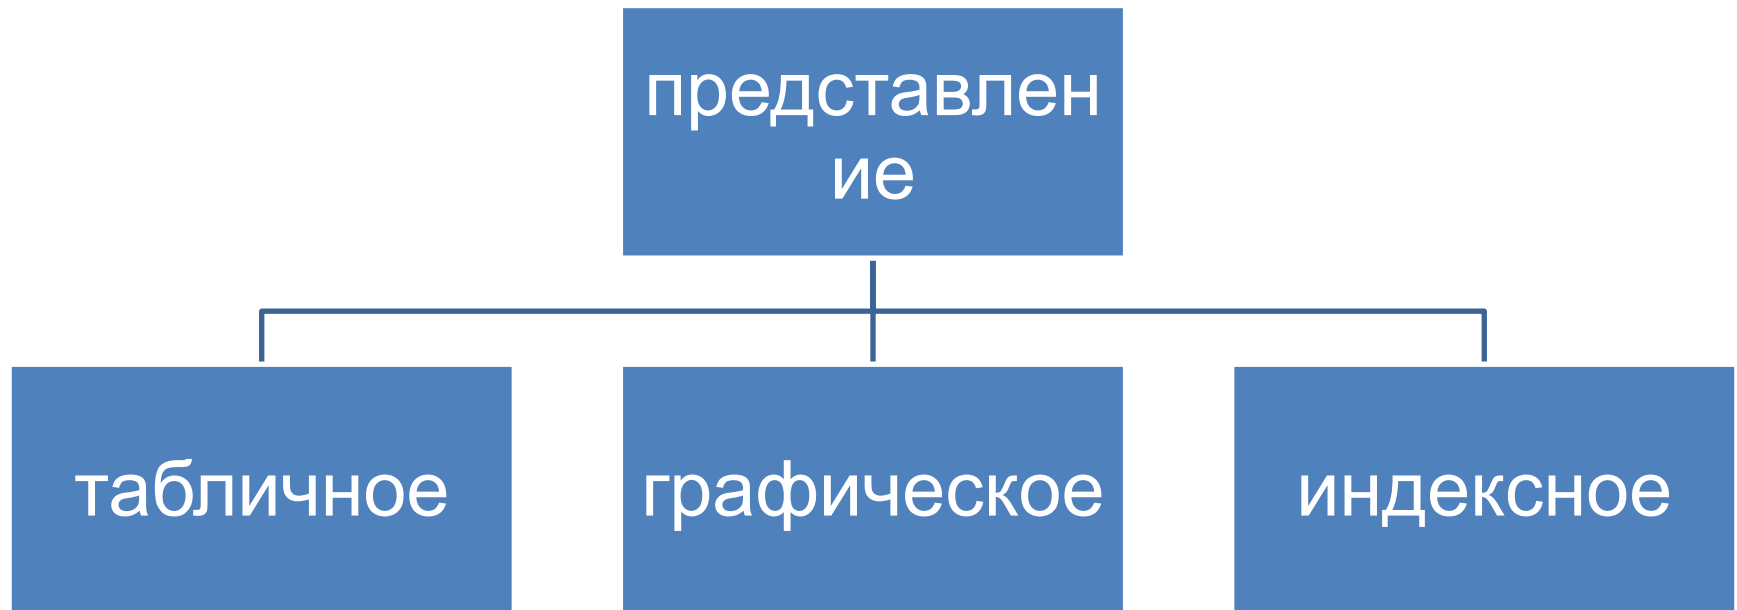 представлен
ие
табличное
графическое
индексное